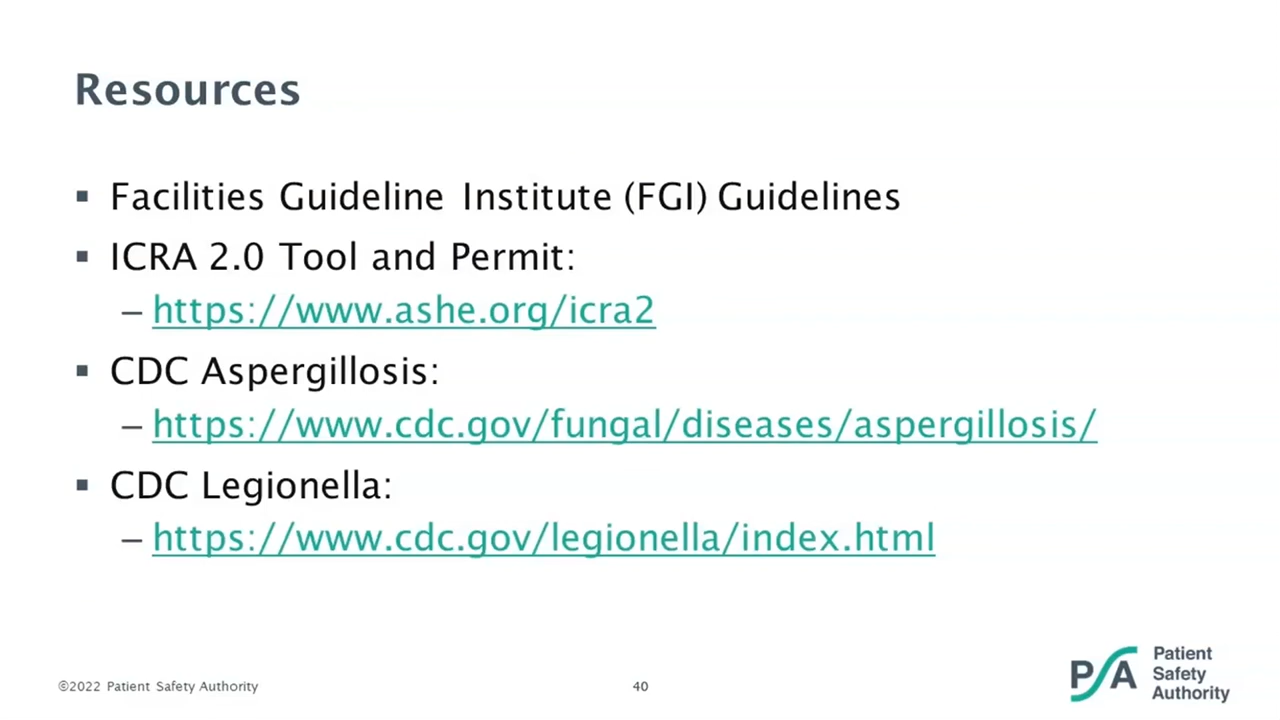 Resources
▪ Facilities Guideline Institute (FGI) Guidelines
▪ ICRA 2.0 Tool and Permit:
– https://www.ashe.org/icra2
▪ CDC Aspergillosis:
– https://www.cdc.gov/fungal/diseases/aspergillosis/
▪ CDC Legionella:
– https://www.cdc.gov/legionella/index.html
©2022 Patient Safety Authority
40
PSA
Patient
Safety
Authority